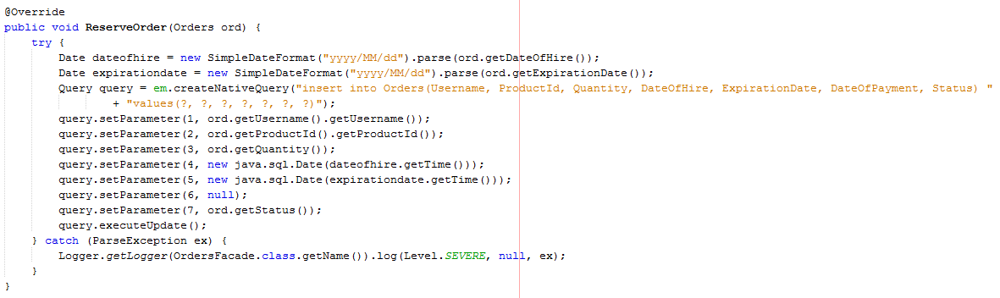 @Override
public void ReserveOrder(Orders ord) {
    try {
        Date dateofhire = new SimpleDateFormat("yyyy/MM/dd").parse(ord.getDateOfHire());
        Date expirationdate = new SimpleDateFormat("yyyy/MM/dd").parse(ord.getExpirationDate());
        Query query = em.createNativeQuery("insert into Orders(Username, ProductId, Quantity, DateOfHire, ExpirationDate, DateOfPayment, Status) "
                + "values(?, ?, ?, ?, ?, ?, ?)");
        query.setParameter(1, ord.getUsername().getUsername());
        query.setParameter(2, ord.getProductId().getProductId());
        query.setParameter(3, ord.getQuantity());
        query.setParameter(4, new java.sql.Date(dateofhire.getTime()));
        query.setParameter(5, new java.sql.Date(expirationdate.getTime()));
        query.setParameter(6, null);
        query.setParameter(7, ord.getStatus());
        query.executeUpdate();
    } catch (ParseException ex) {
        Logger.getLogger(OrdersFacade.class.getName()).log(Level.SEVERE, null, ex);
    }
}